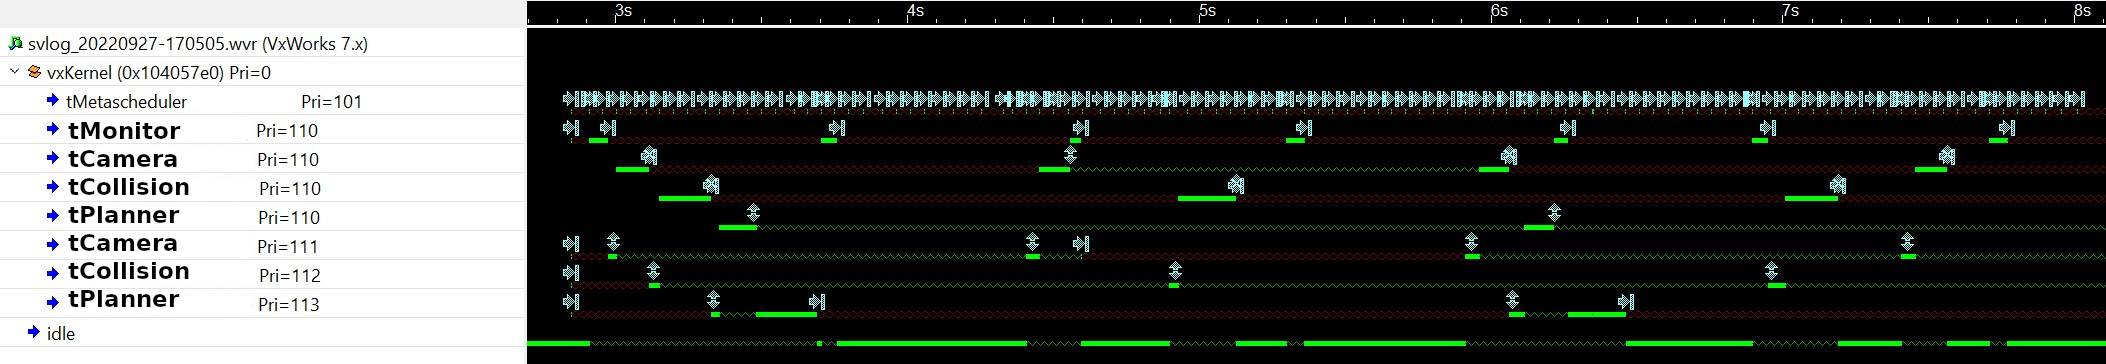 3s 4s 5s 6s 7s 8s
svlog_20220927-170505.wvr (VxWorks 7.x)
vxKernel (0x104057e0) Pri=0
tMetascheduler Pri=101
tMonitor Pri=110
tCamera Pri=110
tCollision Pri=110
tPlanner Pri=110
tCamera Pri=111
tCollision Pri=112
tPlanner Pri=113
idle